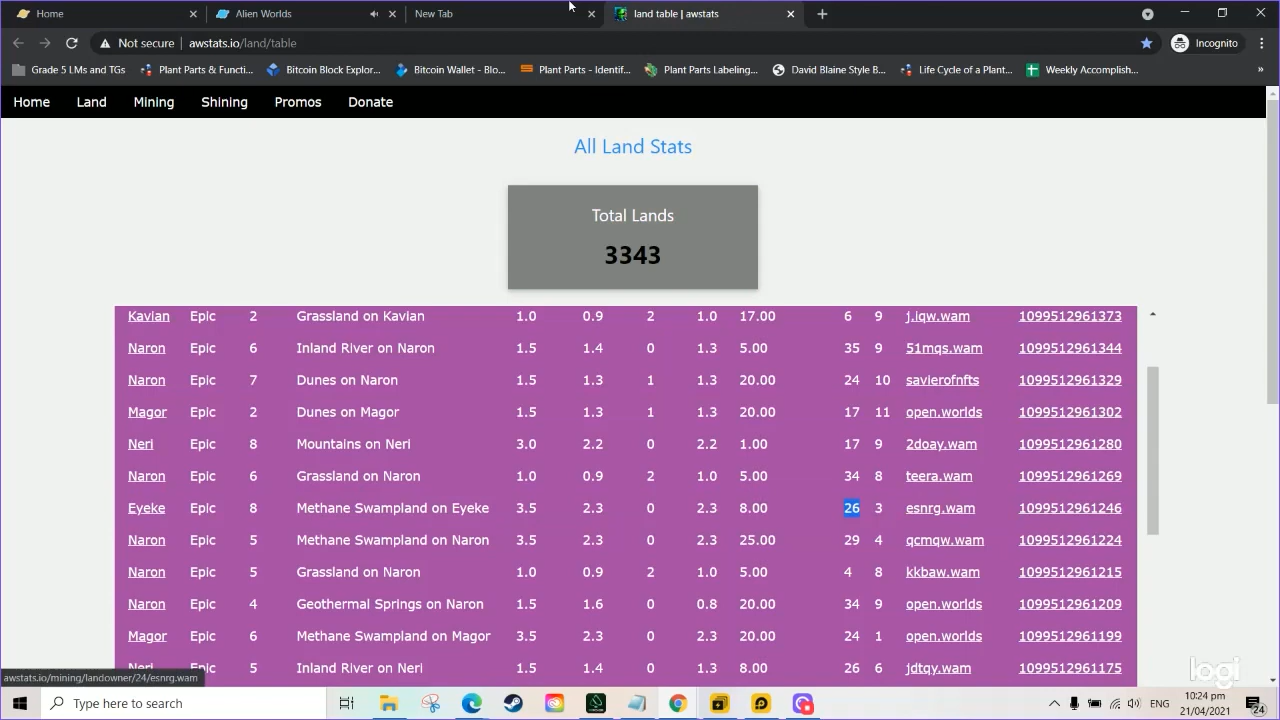 Home
Alien Worlds
New Tab
land table | awstats
Not secure
awstats.io/land/table
Incognito
Grade 5 LMs and TGs
Plant Parts & Functi...
Bitcoin Block Explor...
Bitcoin Wallet - Blo...
Plant Parts - Identif...
Plant Parts Labeling...
David Blaine Style B...
Life Cycle of a Plant...
Weekly Accomplish...
»
Home Land Mining Shining Promos Donate
All Land Stats
Total Lands
3343
Kavian Epic 2 Grassland on Kavian 1.0 0.9 2 1.0 17.00 6 9 j.lqw.wam 1099512961373
Naron Epic 6 Inland River on Naron 1.5 1.4 0 1.3 5.00 35 9 51mqs.wam 1099512961344
Naron Epic 7 Dunes on Naron 1.5 1.3 1 1.3 20.00 24 10 savierofnfts 1099512961329
Magor Epic 2 Dunes on Magor 1.5 1.3 1 1.3 20.00 17 11 open.worlds 1099512961302
Neri Epic 8 Mountains on Neri 3.0 2.2 0 2.2 1.00 17 9 2doay.wam 1099512961280
Naron Epic 6 Grassland on Naron 1.0 0.9 2 1.0 5.00 34 8 teera.wam 1099512961269
Eyeke Epic 8 Methane Swampland on Eyeke 3.5 2.3 0 2.3 8.00 26 3 esnrg.wam 1099512961246
Naron Epic 5 Methane Swampland on Naron 3.5 2.3 0 2.3 25.00 29 4 qcmqw.wam 1099512961224
Naron Epic 5 Grassland on Naron 1.0 0.9 2 1.0 5.00 4 8 kkbaw.wam 1099512961215
Naron Epic 4 Geothermal Springs on Naron 1.5 1.6 0 0.8 20.00 34 9 open.worlds 1099512961209
Magor Epic 6 Methane Swampland on Magor 3.5 2.3 0 2.3 20.00 24 1 open.worlds 1099512961199
Neri Epic 5 Inland River on Neri 1.5 1.4 0 1.3 8.00 26 6 jdtqy.wam 1099512961175
awstats.io/mining/landowner/24/esnrg.wam
logi
Type here to search
10:24 pm
21/04/2021
24